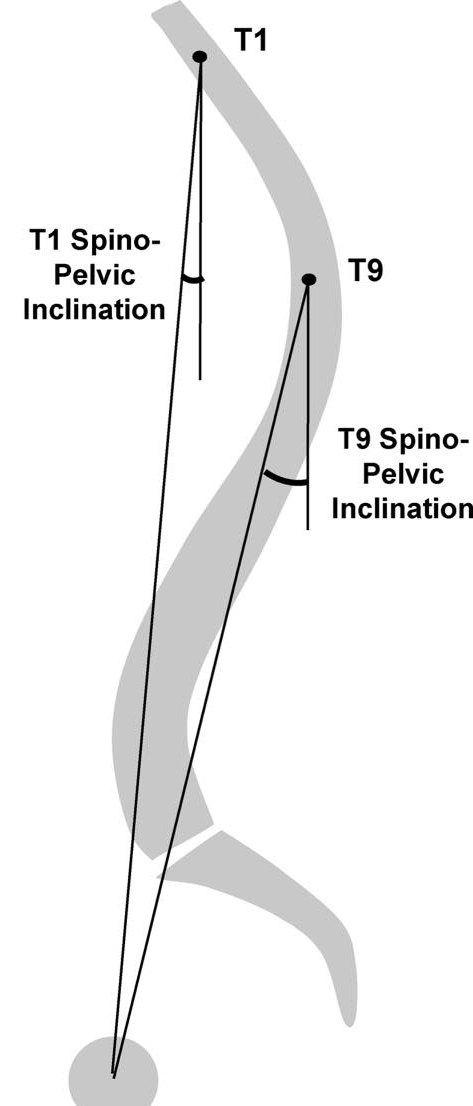 T1
T1 Spino-
Pelvic
Inclination
T9
T9 Spino-
Pelvic
Inclination